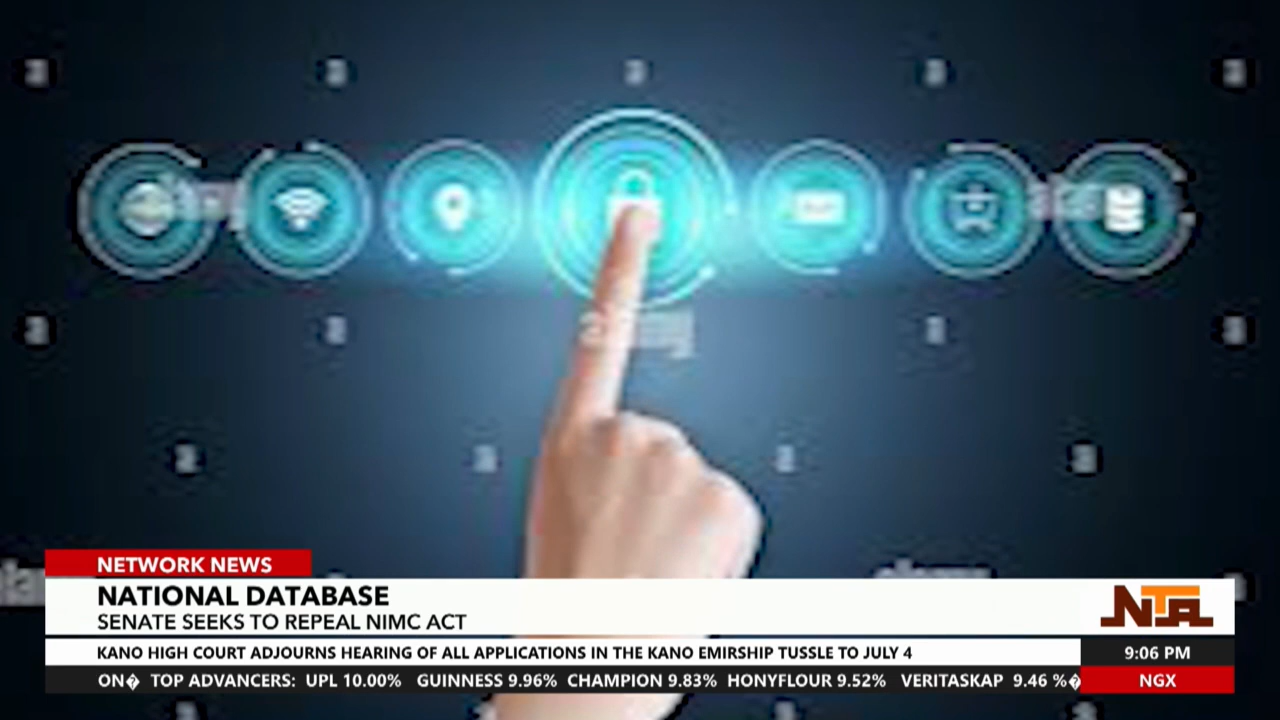 NETWORK NEWS
NATIONAL DATABASE
SENATE SEEKS TO REPEAL NIMC ACT
NTA
KANO HIGH COURT ADJOURNS HEARING OF ALL APPLICATIONS IN THE KANO EMIRSHIP TUSSLE TO JULY 4
9:06 PM
ON� TOP ADVANCERS: UPL 10.00% GUINNESS 9.96% CHAMPION 9.83% HONYFLOUR 9.52% VERITASKAP 9.46 %�
NGX